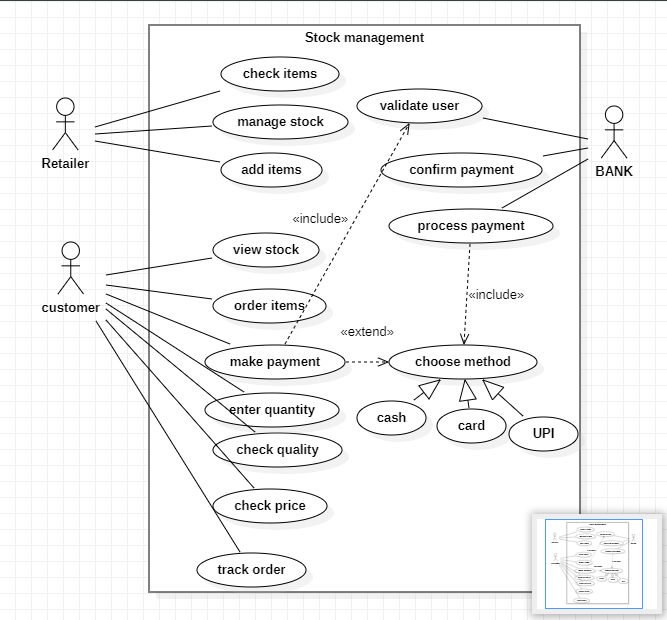 Stock management
check items
validate user
manage stock
Retailer
add items
confirm payment
BANK
«include»
process payment
view stock
customer
order items
«include»
«extend»
make payment
choose method
enter quantity
cash
card
UPI
check quality
check price
track order